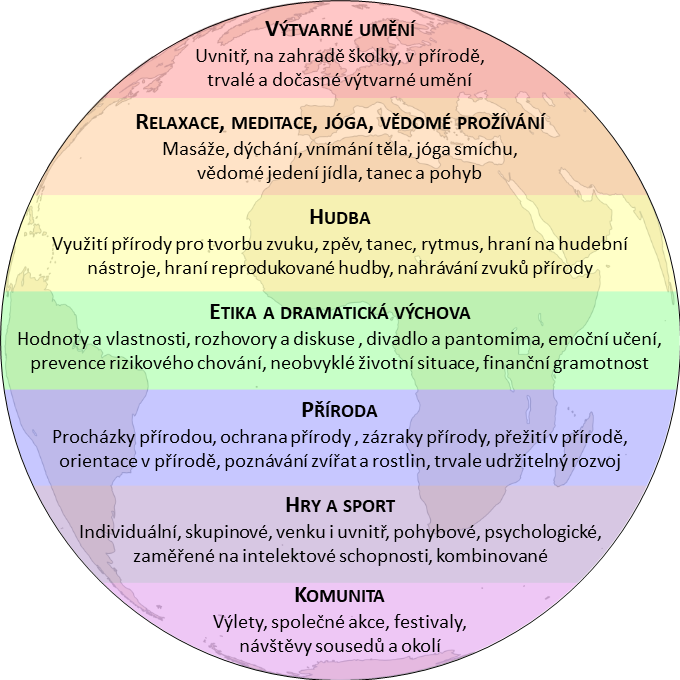 VÝTVARNÉ UMĚNÍ
Uvnitř, na zahradě školky, v přírodě,
trvalé a dočasné výtvarné umění
RELAXACE, MEDITACE, JÓGA, VĚDOMÉ PROŽÍVÁNÍ
Masáže, dýchání, vnímání těla, jóga smíchu,
vědomé jedení jídla, tanec a pohyb
HUDBA
Využití přírody pro tvorbu zvuku, zpěv, tanec, rytmus, hraní na hudební
nástroje, hraní reprodukované hudby, nahrávání zvuků přírody
ETIKA A DRAMATICKÁ VÝCHOVA
Hodnoty a vlastnosti, rozhovory a diskuse , divadlo a pantomima, emoční učení,
prevence rizikového chování, neobvyklé životní situace, finanční gramotnost
PŘÍRODA
Procházky přírodou, ochrana přírody , zázraky přírody, přežití v přírodě,
orientace v přírodě, poznávání zvířat a rostlin, trvale udržitelný rozvoj
HRY A SPORT
Individuální, skupinové, venku i uvnitř, pohybové, psychologické,
zaměřené na intelektové schopnosti, kombinované
KOMUNITA
Výlety, společné akce, festivaly,
návštěvy sousedů a okolí